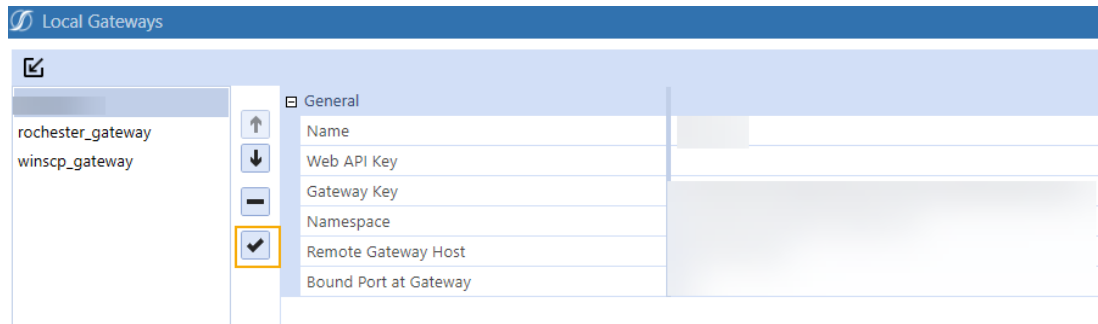 Local Gateways
General
rochester_gateway
winscp_gateway
Name
Web API Key
Gateway Key
Namespace
Remote Gateway Host
Bound Port at Gateway